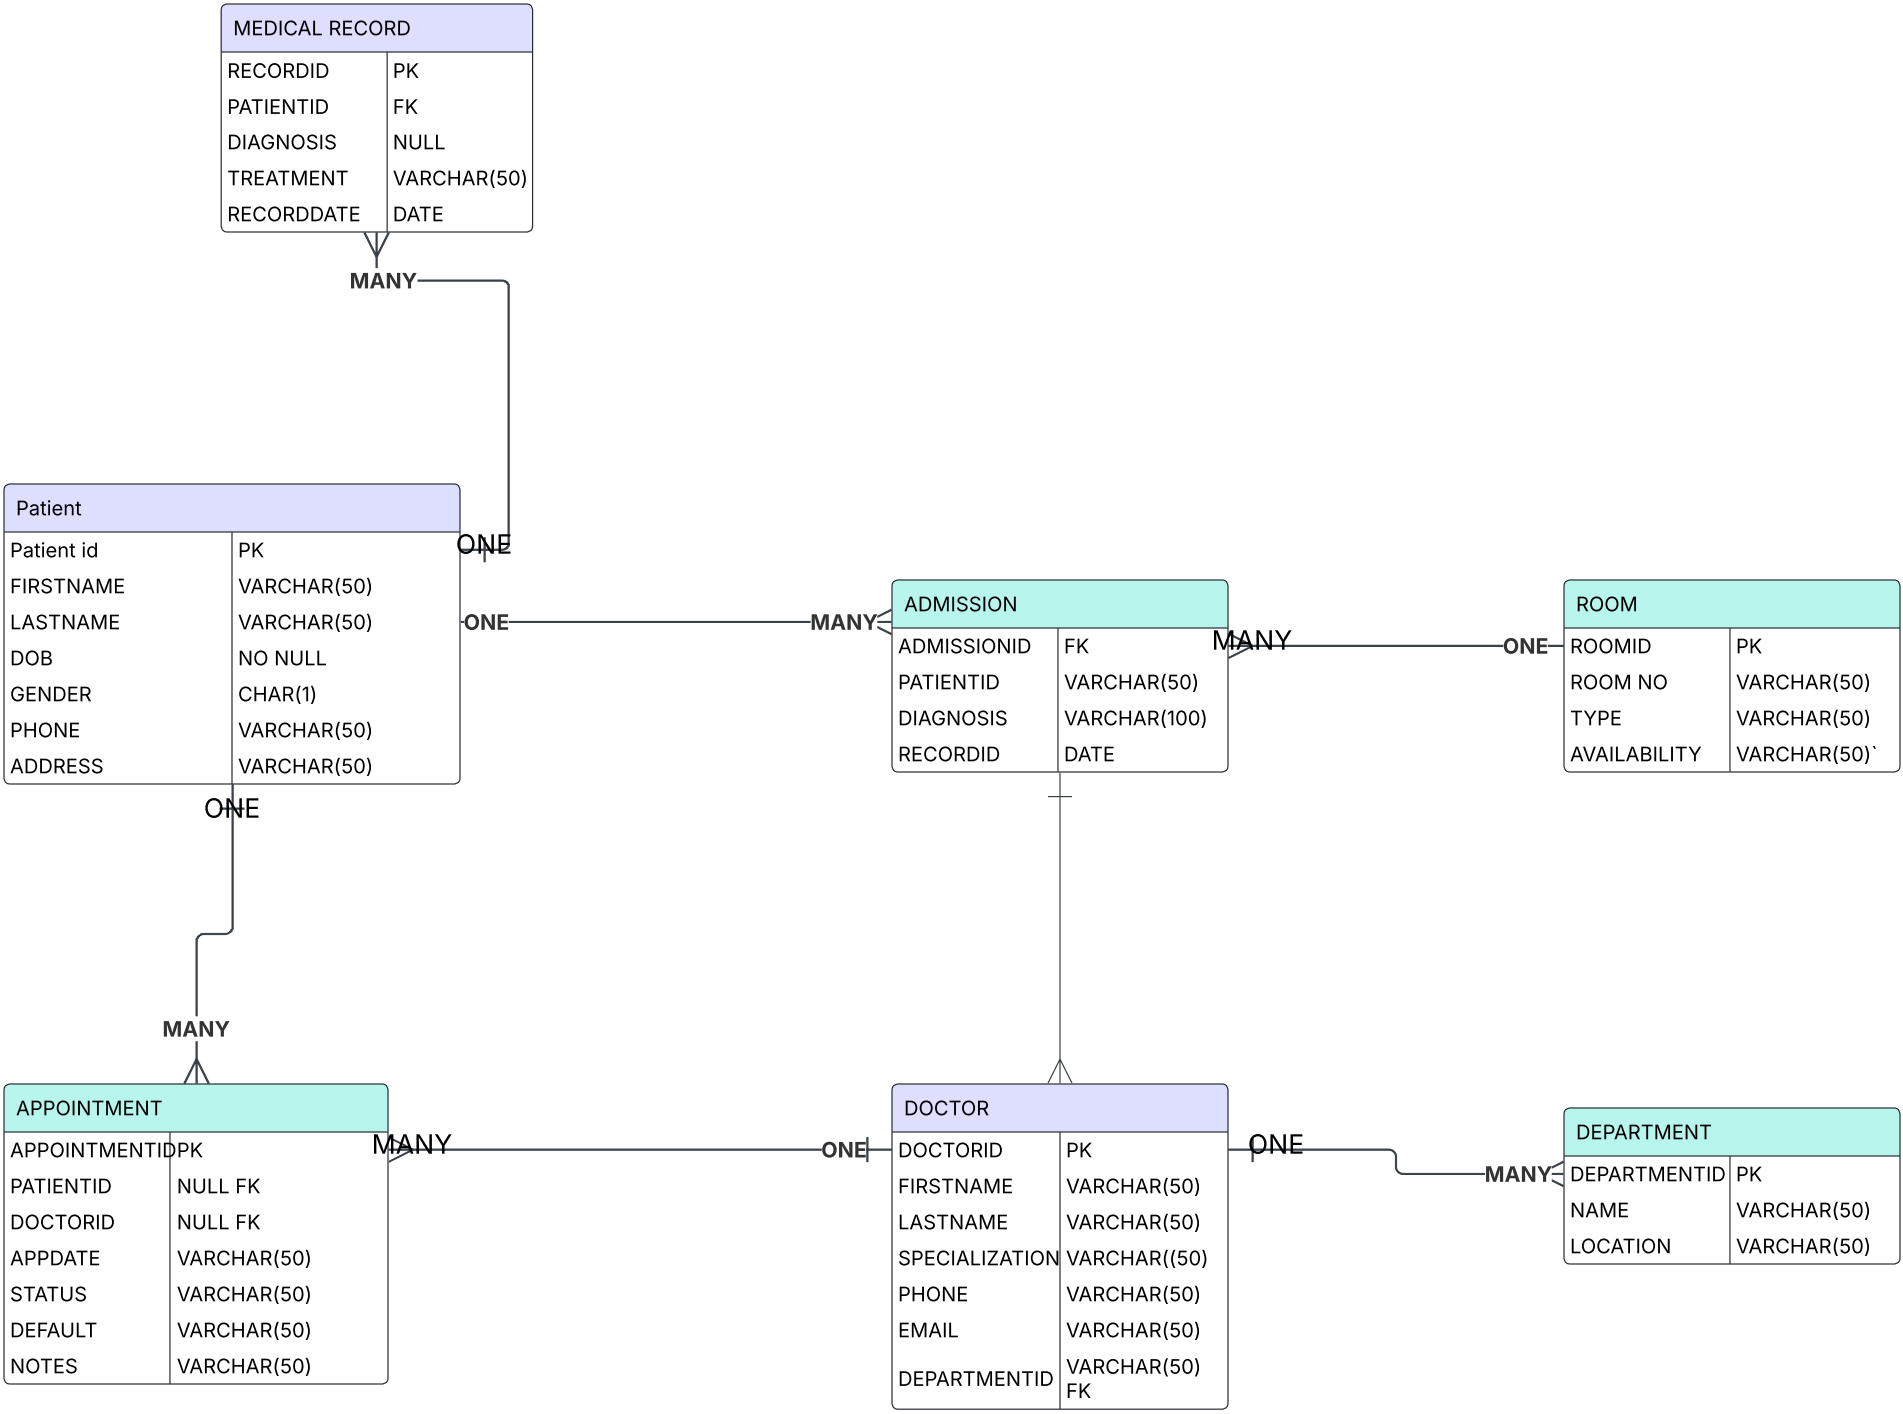 MEDICAL RECORD
RECORDID PK
PATIENTID FK
DIAGNOSIS NULL
TREATMENT VARCHAR(50)
RECORDDATE DATE
MANY
Patient
Patient id PK
FIRSTNAME VARCHAR(50)
LASTNAME VARCHAR(50)
DOB NO NULL
GENDER CHAR(1)
PHONE VARCHAR(50)
ADDRESS VARCHAR(50)
ONE
ONE
MANY
ONE
MANY
ADMISSION
ADMISSIONID FK
PATIENTID VARCHAR(50)
DIAGNOSIS VARCHAR(100)
RECORDID DATE
MANY
ONE
ROOM
ROOMID PK
ROOM NO VARCHAR(50)
TYPE VARCHAR(50)
AVAILABILITY VARCHAR(50)`
APPOINTMENT
APPOINTMENTID PK
PATIENTID NULL FK
DOCTORID NULL FK
APPDATE VARCHAR(50)
STATUS VARCHAR(50)
DEFAULT VARCHAR(50)
NOTES VARCHAR(50)
MANY
ONE
DOCTOR
DOCTORID PK
FIRSTNAME VARCHAR(50)
LASTNAME VARCHAR(50)
SPECIALIZATION VARCHAR((50)
PHONE VARCHAR(50)
EMAIL VARCHAR(50)
DEPARTMENTID VARCHAR(50)
FK
ONE
MANY
DEPARTMENT
DEPARTMENTID PK
NAME VARCHAR(50)
LOCATION VARCHAR(50)